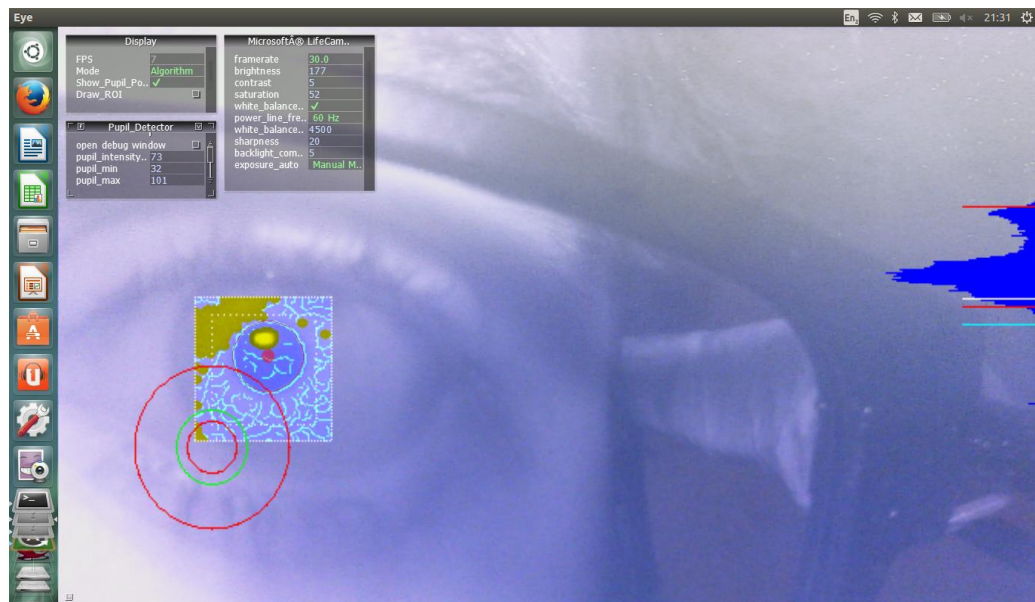 Eye
En₂
21:31
Display
FPS 7
Mode Algorithm
Show_Pupil_Po..
Draw_ROI
Pupil_Detector
open debug window
pupil_intensity.. 73
pupil_min 32
pupil_max 101
MicrosoftÂ® LifeCam..
framerate 30.0
brightness 177
contrast 5
saturation 52
white_balance..
power_line_fre.. 60 Hz
white_balance.. 4500
sharpness 20
backlight_com.. 5
exposure_auto Manual M..